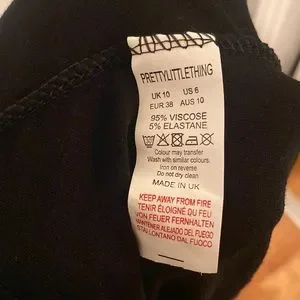 PRETTYLITTLETHING
UK 10 US 6
EUR 38 AUS 10
95% VISCOSE
5% ELASTANE
Colour may transfer
Wash with similar colours.
Iron on reverse
Do not dry clean
MADE IN UK
KEEP AWAY FROM FIRE
TENIR ÉLOIGNÉ DU FEU
VON FEUER FERNHALTEN
MANTENER ALEJADO DEL FUEGO
STAI LONTANO DAL FUOCO